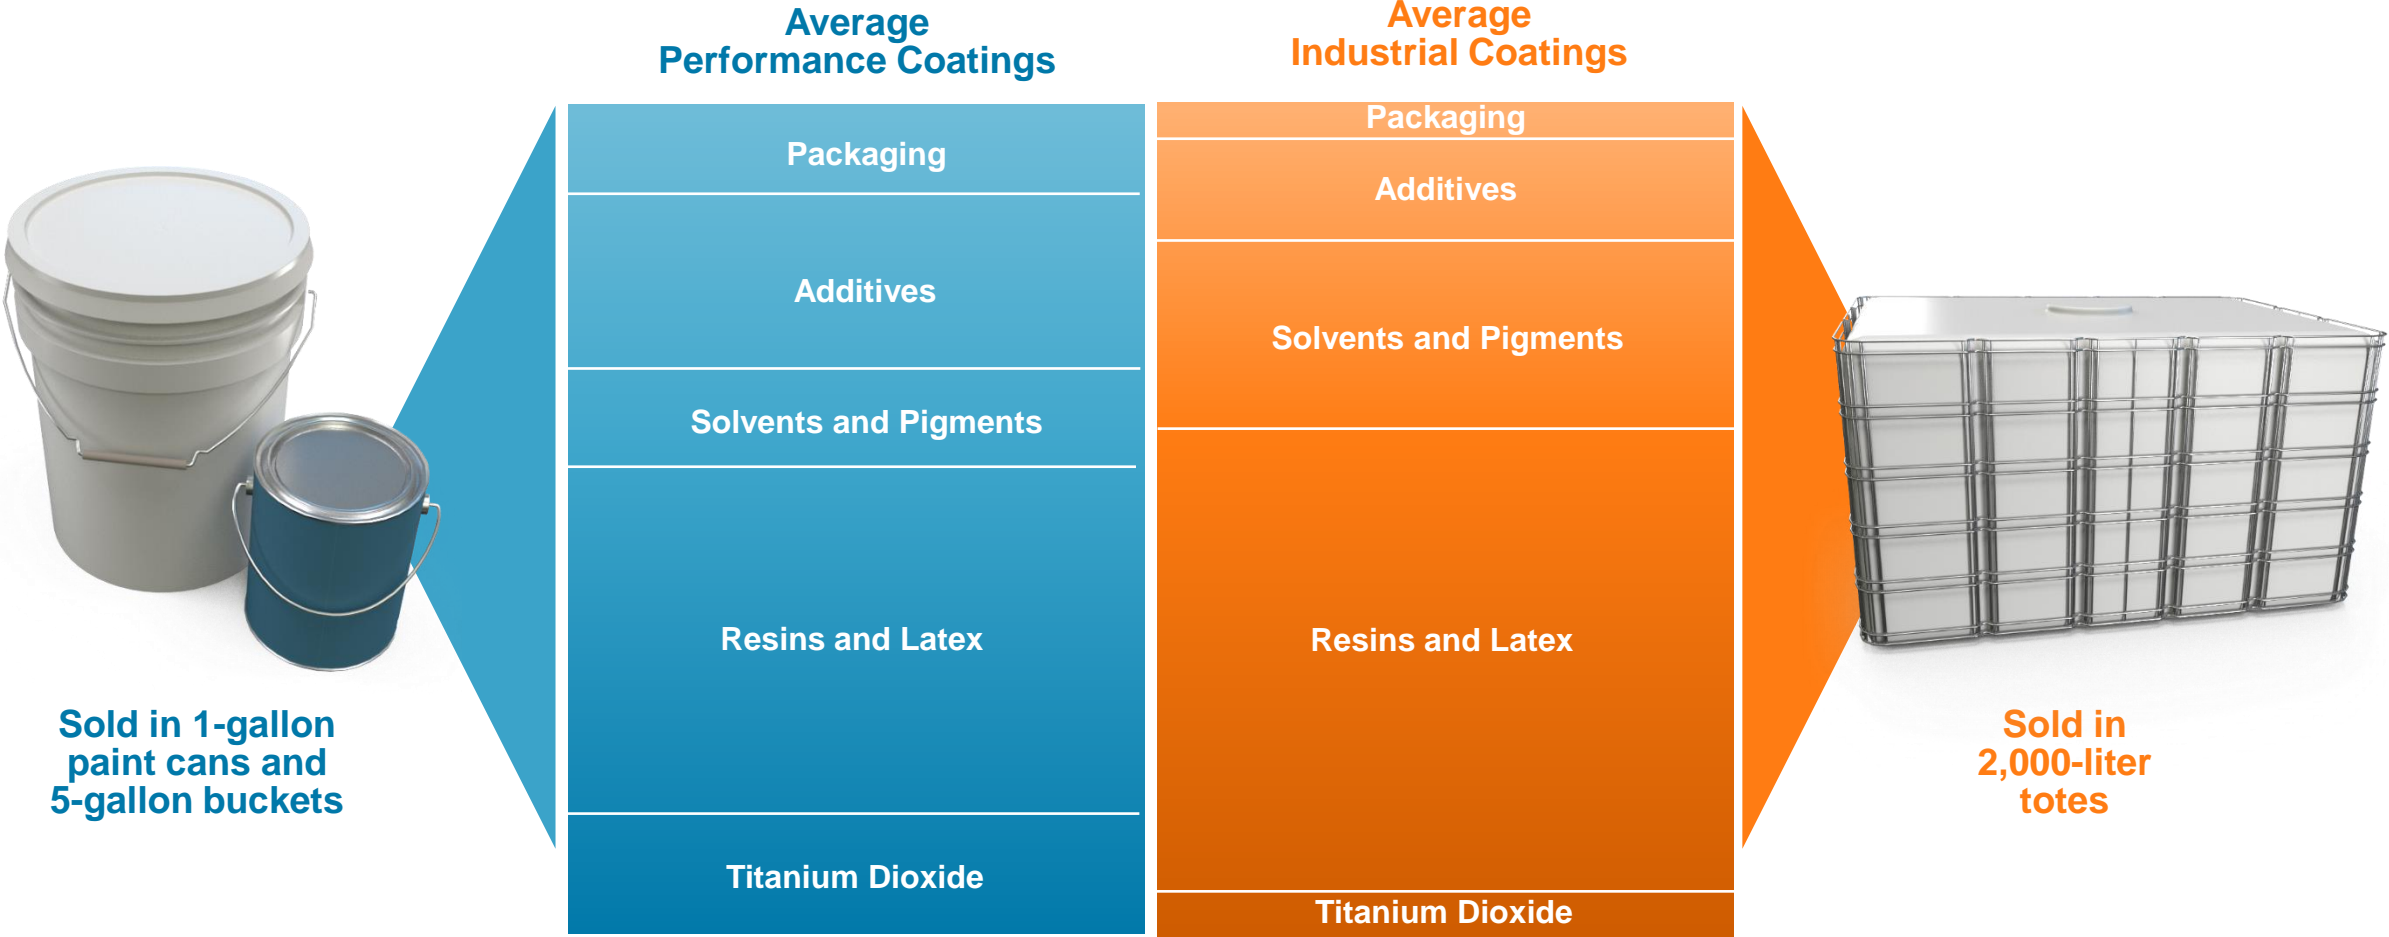 Average
Performance Coatings
Average
Industrial Coatings
Packaging
Additives
Solvents and Pigments
Resins and Latex
Titanium Dioxide
Packaging
Additives
Solvents and Pigments
Resins and Latex
Titanium Dioxide
Sold in 1-gallon
paint cans and
5-gallon buckets
Sold in
2,000-liter
totes